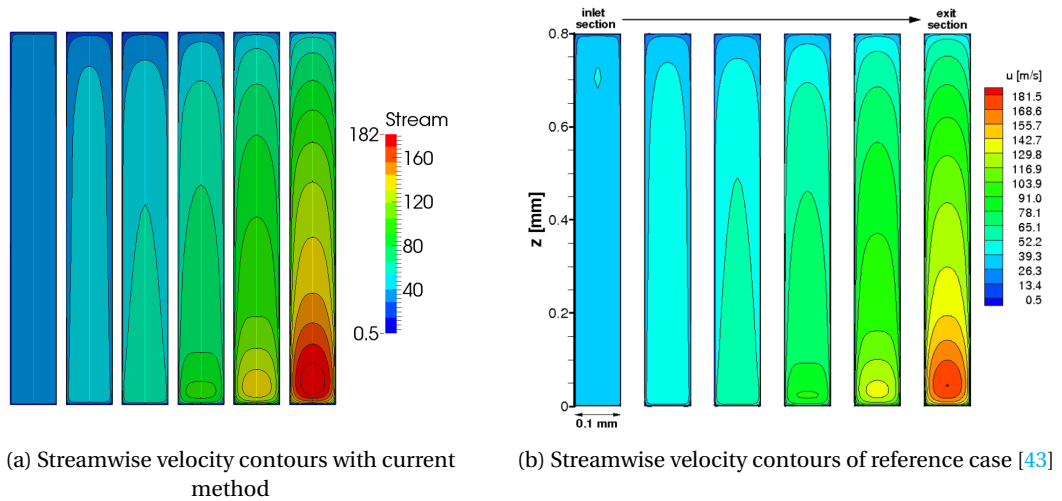 Stream
182
160
120
80
40
0.5
(a) Streamwise velocity contours with current
method
inlet
section
exit
section
0.8
0.6
0.4
0.2
0
z [mm]
0.1 mm
u [m/s]
181.5
168.6
155.7
142.7
129.8
116.9
103.9
91.0
78.1
65.1
52.2
39.3
26.3
13.4
0.5
(b) Streamwise velocity contours of reference case [43]